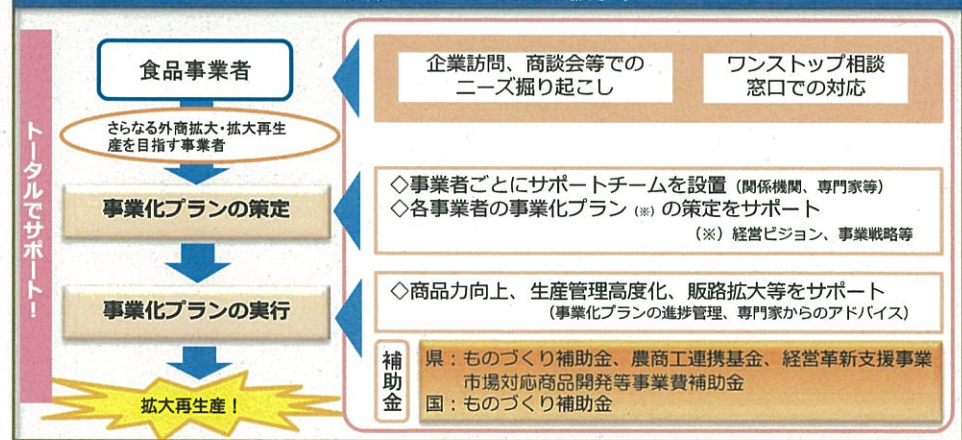 トータルでサポート！
食品事業者
企業訪問、商談会等での
ニーズ掘り起こし
ワンストップ相談
窓口での対応
さらなる外商拡大・拡大再生
産を目指す事業者
事業化プランの策定
◇事業者ごとにサポートチームを設置（関係機関、専門家等）
◇各事業者の事業化プラン（※）の策定をサポート
（※）経営ビジョン、事業戦略等
事業化プランの実行
◇商品力向上、生産管理高度化、販路拡大等をサポート
（事業化プランの進捗管理、専門家からのアドバイス）
補助金
県：ものづくり補助金、農商工連携基金、経営革新支援事業
市場対応商品開発等事業費補助金
国：ものづくり補助金
拡大再生産！